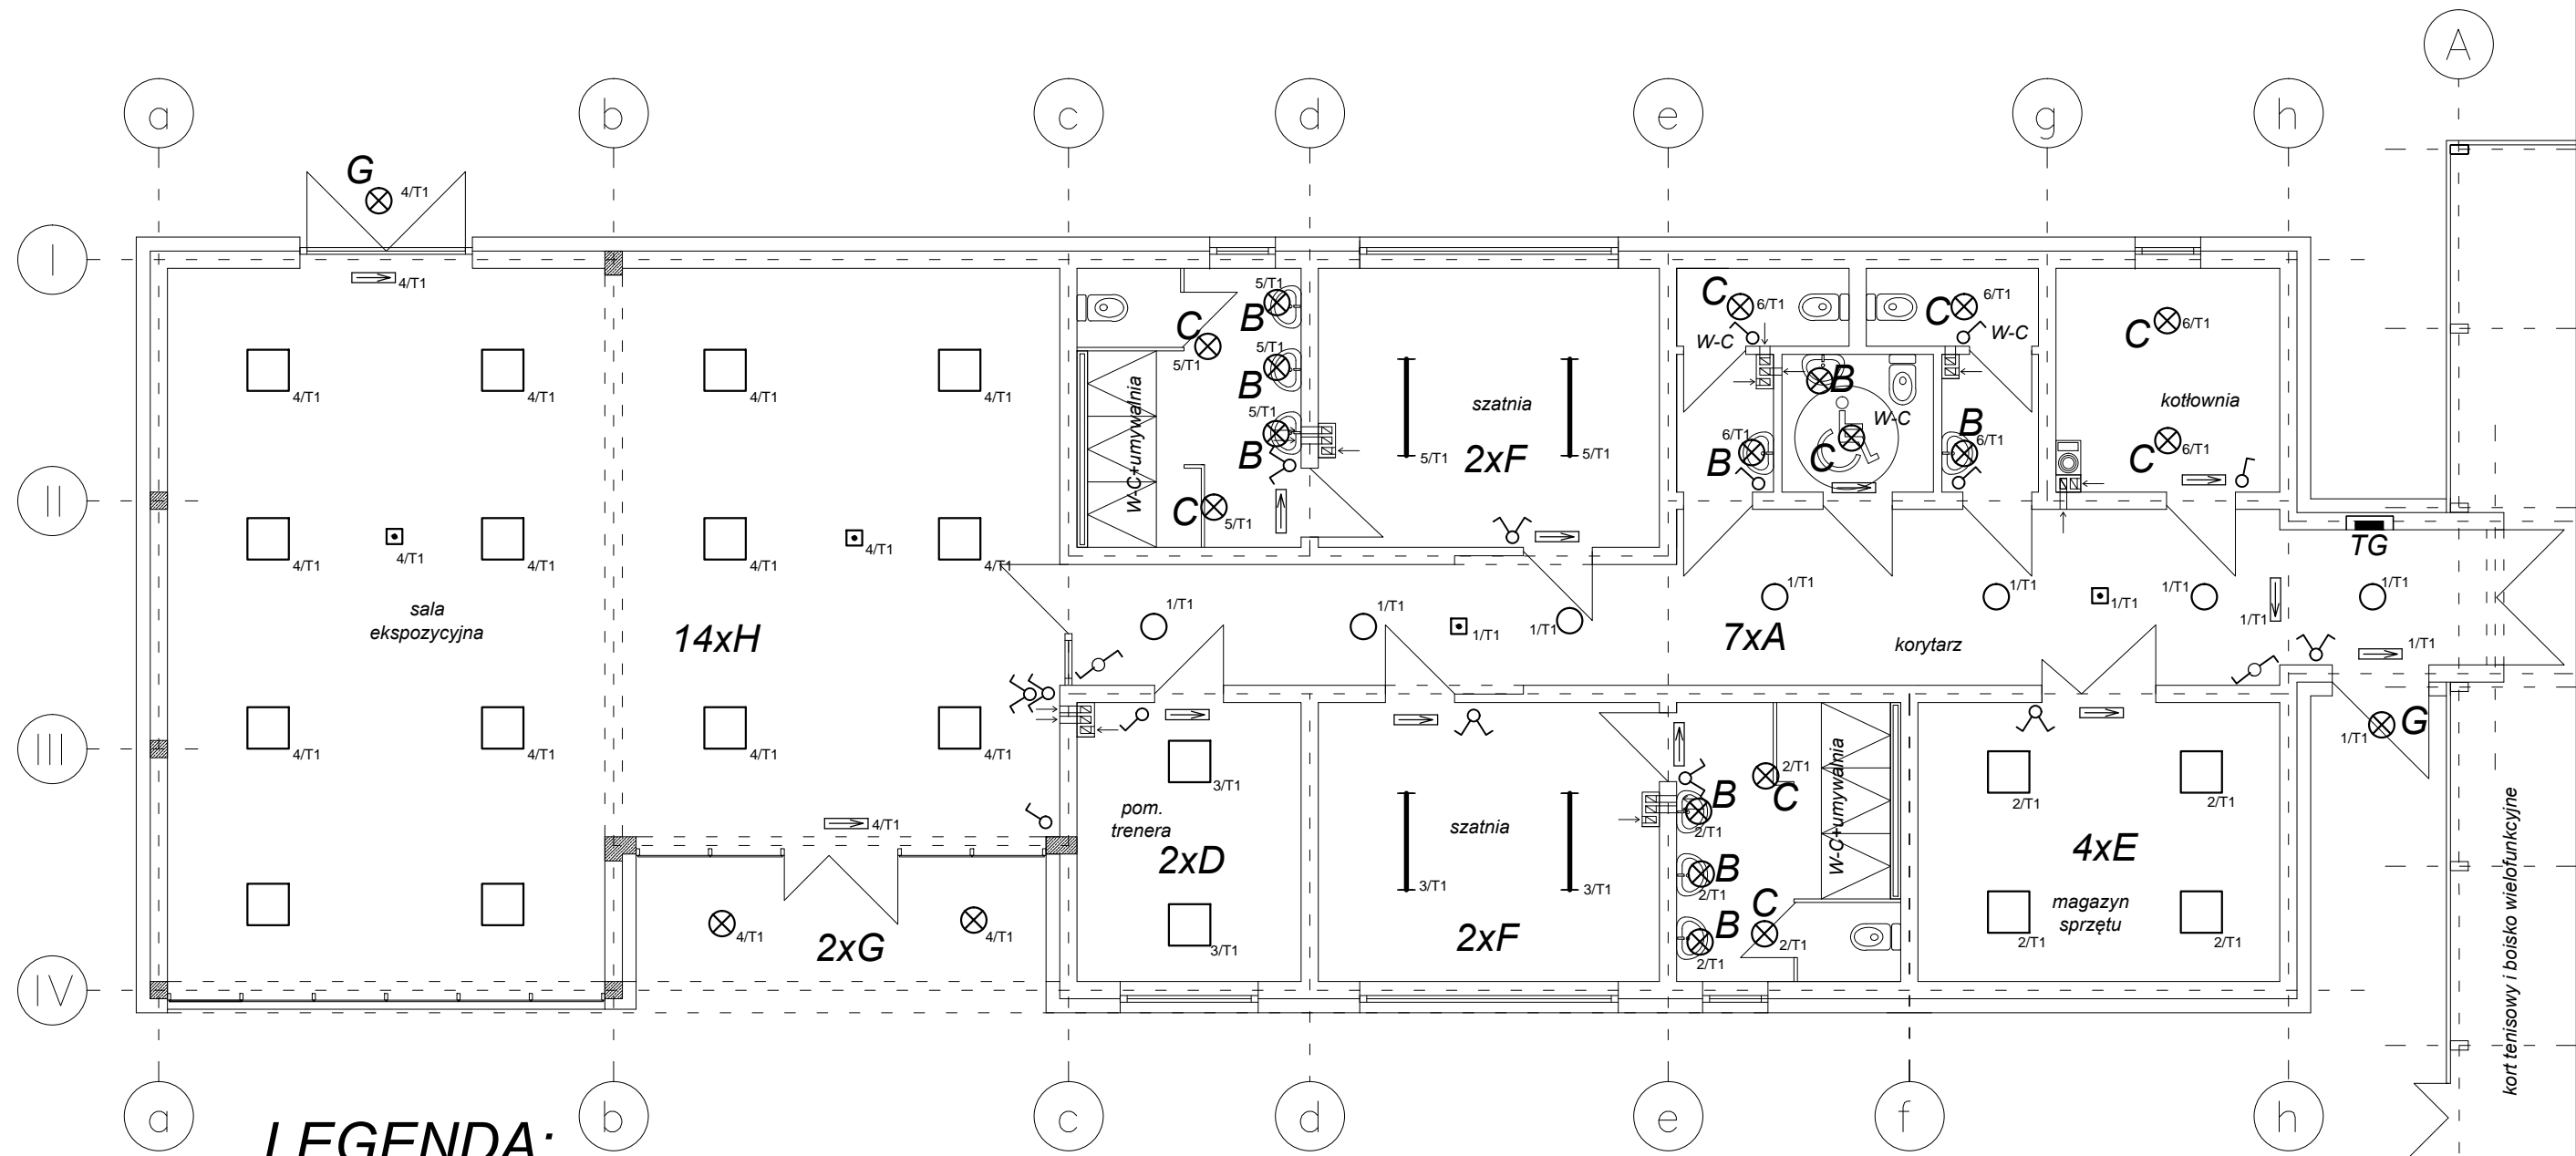 A
a
b
c
d
e
g
h
G
4/T1
I
4/T1
5/T1
B
C
5/T1
5/T1
B
5/T1
B
C
5/T1
W-C+umywalnia
szatnia
2xF
5/T1
5/T1
C
6/T1
W-C
C
6/T1
W-C
B
W-C
C
6/T1
B
B
6/T1
C
6/T1
kotłownia
C
6/T1
4/T1
4/T1
4/T1
4/T1
II
4/T1
4/T1
4/T1
4/T1
4/T1
4/T1
TG
sala
ekspozycyjna
14xH
1/T1
1/T1
1/T1
1/T1
7xA
1/T1
1/T1
1/T1
1/T1
1/T1
1/T1
korytarz
1/T1
III
4/T1
4/T1
4/T1
4/T1
1/T1
G
3/T1
pom.
trenera
2xD
3/T1
szatnia
3/T1
3/T1
2xF
2/T1
C
B
2/T1
B
2/T1
C
B
2/T1
2/T1
W-C+umywalnia
2/T1
2/T1
4xE
magazyn
sprzętu
2/T1
2/T1
4/T1
4/T1
2xG
4/T1
IV
kort tenisowy i boisko wielofunkcyjne
a
b
c
d
e
f
h
LEGENDA: